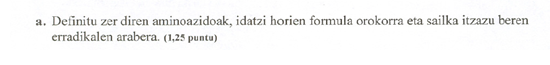 a. Definitu zer diren aminoazidoak, idatzi horien formula orokorra eta sailka itzazu beren
erradikalen arabera. (1,25 puntu)